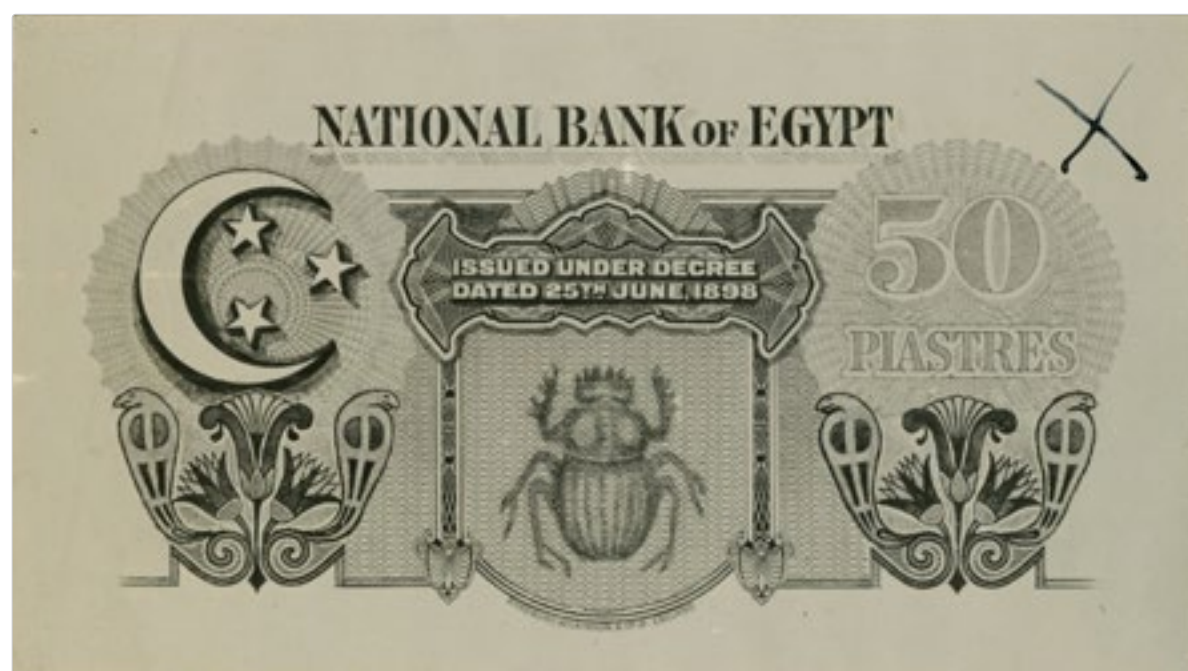 NATIONAL BANK OF EGYPT
ISSUED UNDER DECREE
DATED 25TH JUNE, 1898
50
PIASTRES